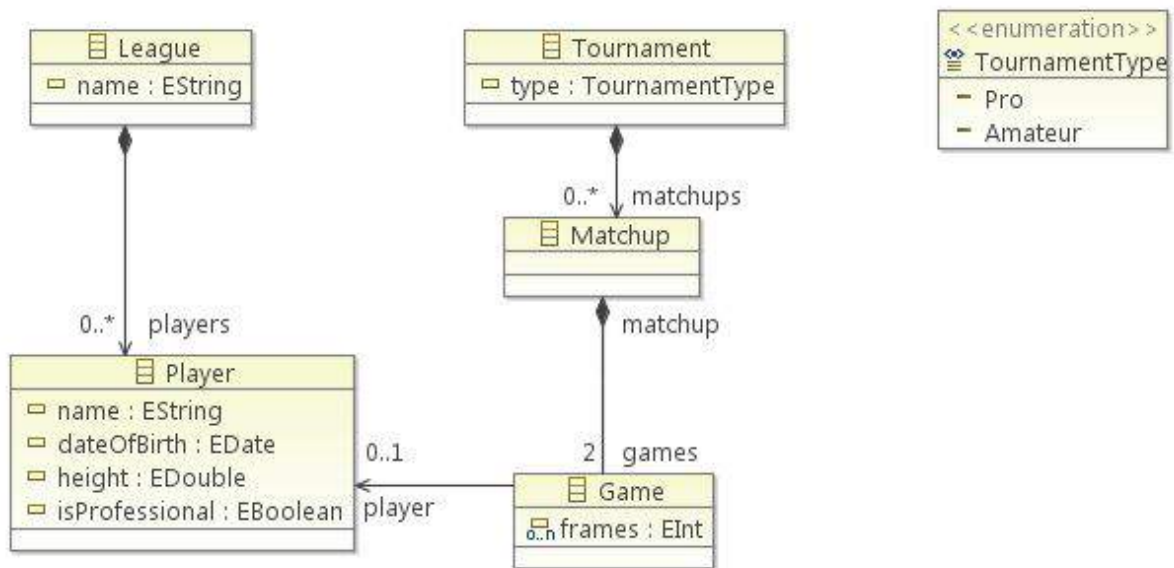 League
name : EString
Tournament
type : TournamentType
<<enumeration>>
TournamentType
Pro
Amateur
0..* matchups
Matchup
matchup
0..* players
Player
name : EString
dateOfBirth : EDate
height : EDouble
isProfessional : EBoolean
0..1
player
2 games
Game
0..n frames : EInt